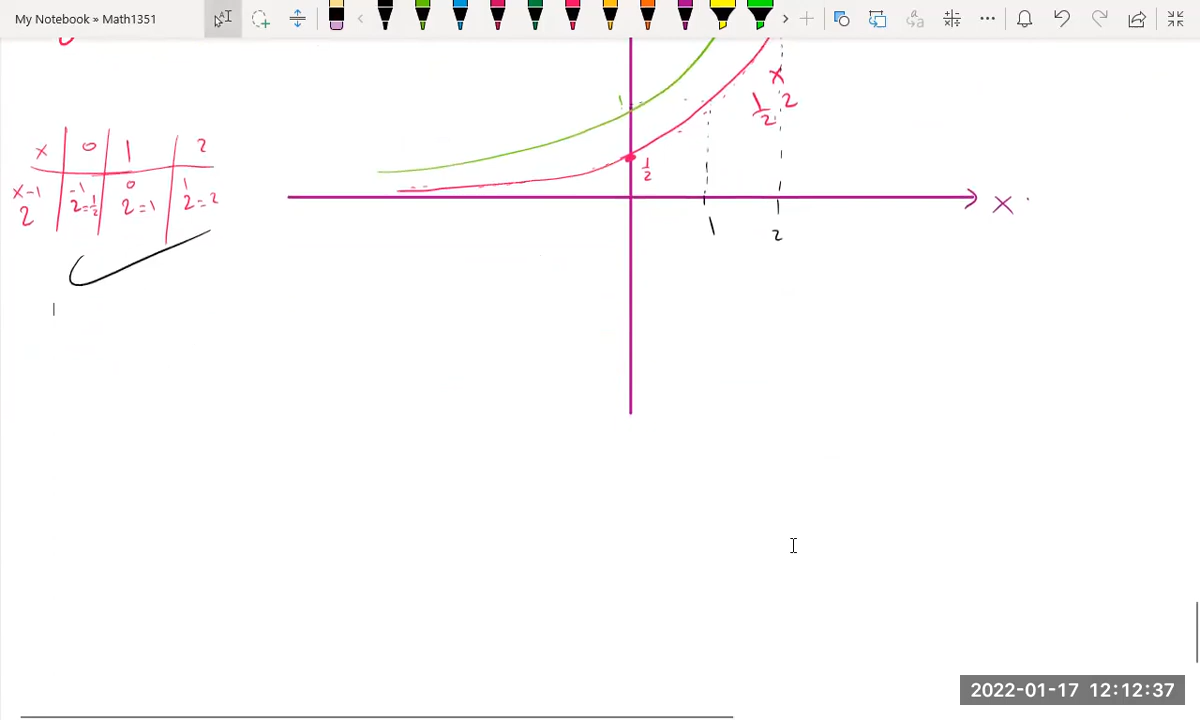 My Notebook » Math1351
1
x
1/2 2
1/2
x | 0 | 1 | 2
2^(x-1) | 2^(-1)=1/2 | 2^0=1 | 2^1=2
x
1
2
2022-01-17 12:12:37